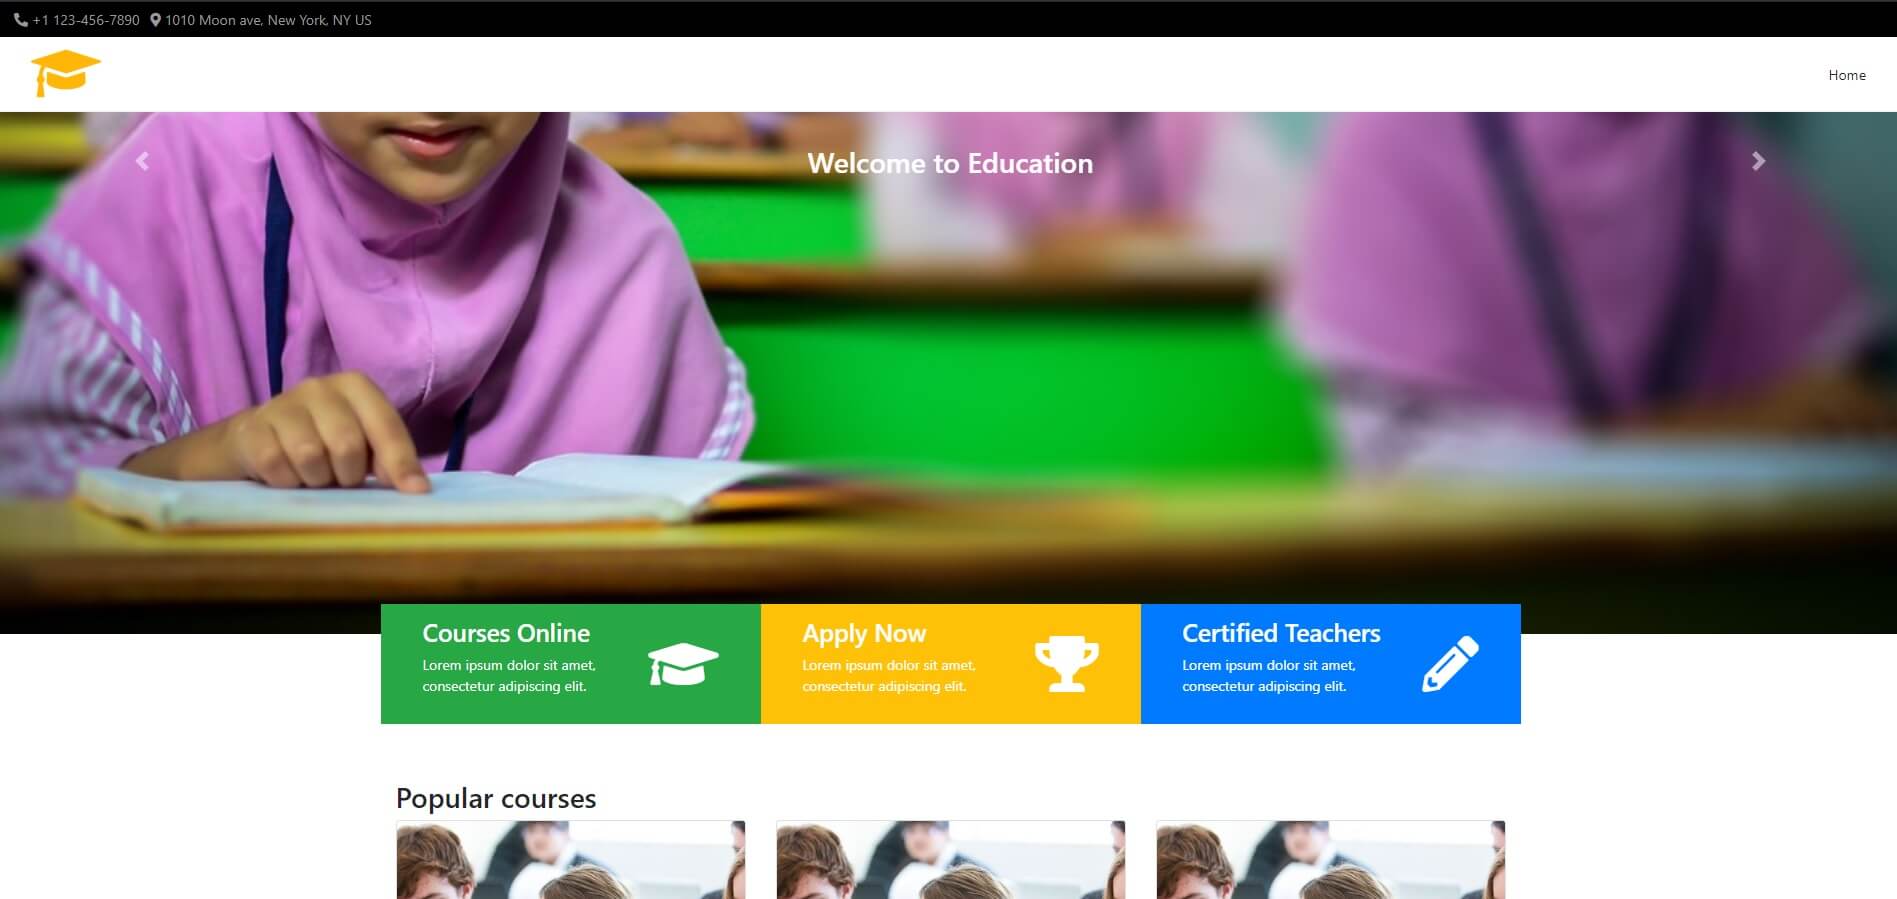 +1 123-456-7890 1010 Moon ave, New York, NY US
Home
Welcome to Education
Courses Online
Lorem ipsum dolor sit amet,
consectetur adipiscing elit.
Apply Now
Lorem ipsum dolor sit amet,
consectetur adipiscing elit.
Certified Teachers
Lorem ipsum dolor sit amet,
consectetur adipiscing elit.
Popular courses